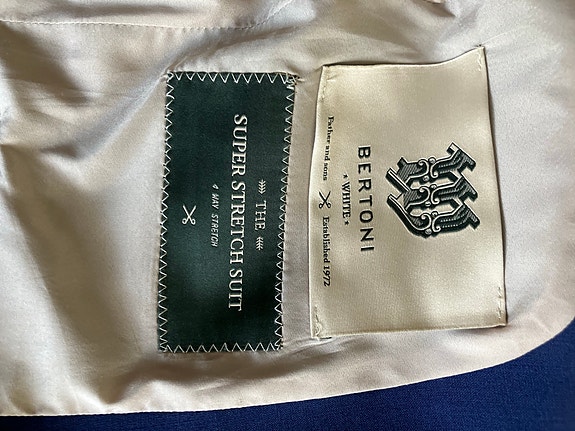 BERTONI
* WHITE *
Father and sons Established 1972
THE
SUPER STRETCH SUIT
4 WAY STRETCH